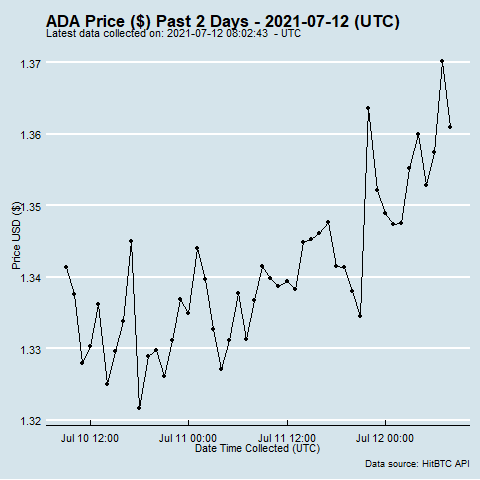 ADA Price ($) Past 2 Days - 2021-07-12 (UTC)
Latest data collected on: 2021-07-12 08:02:43  - UTC
1.37
1.36
1.35
1.34
1.33
1.32
Price USD ($)
Jul 10 12:00
Jul 11 00:00
Jul 11 12:00
Jul 12 00:00
Date Time Collected (UTC)
Data source: HitBTC API